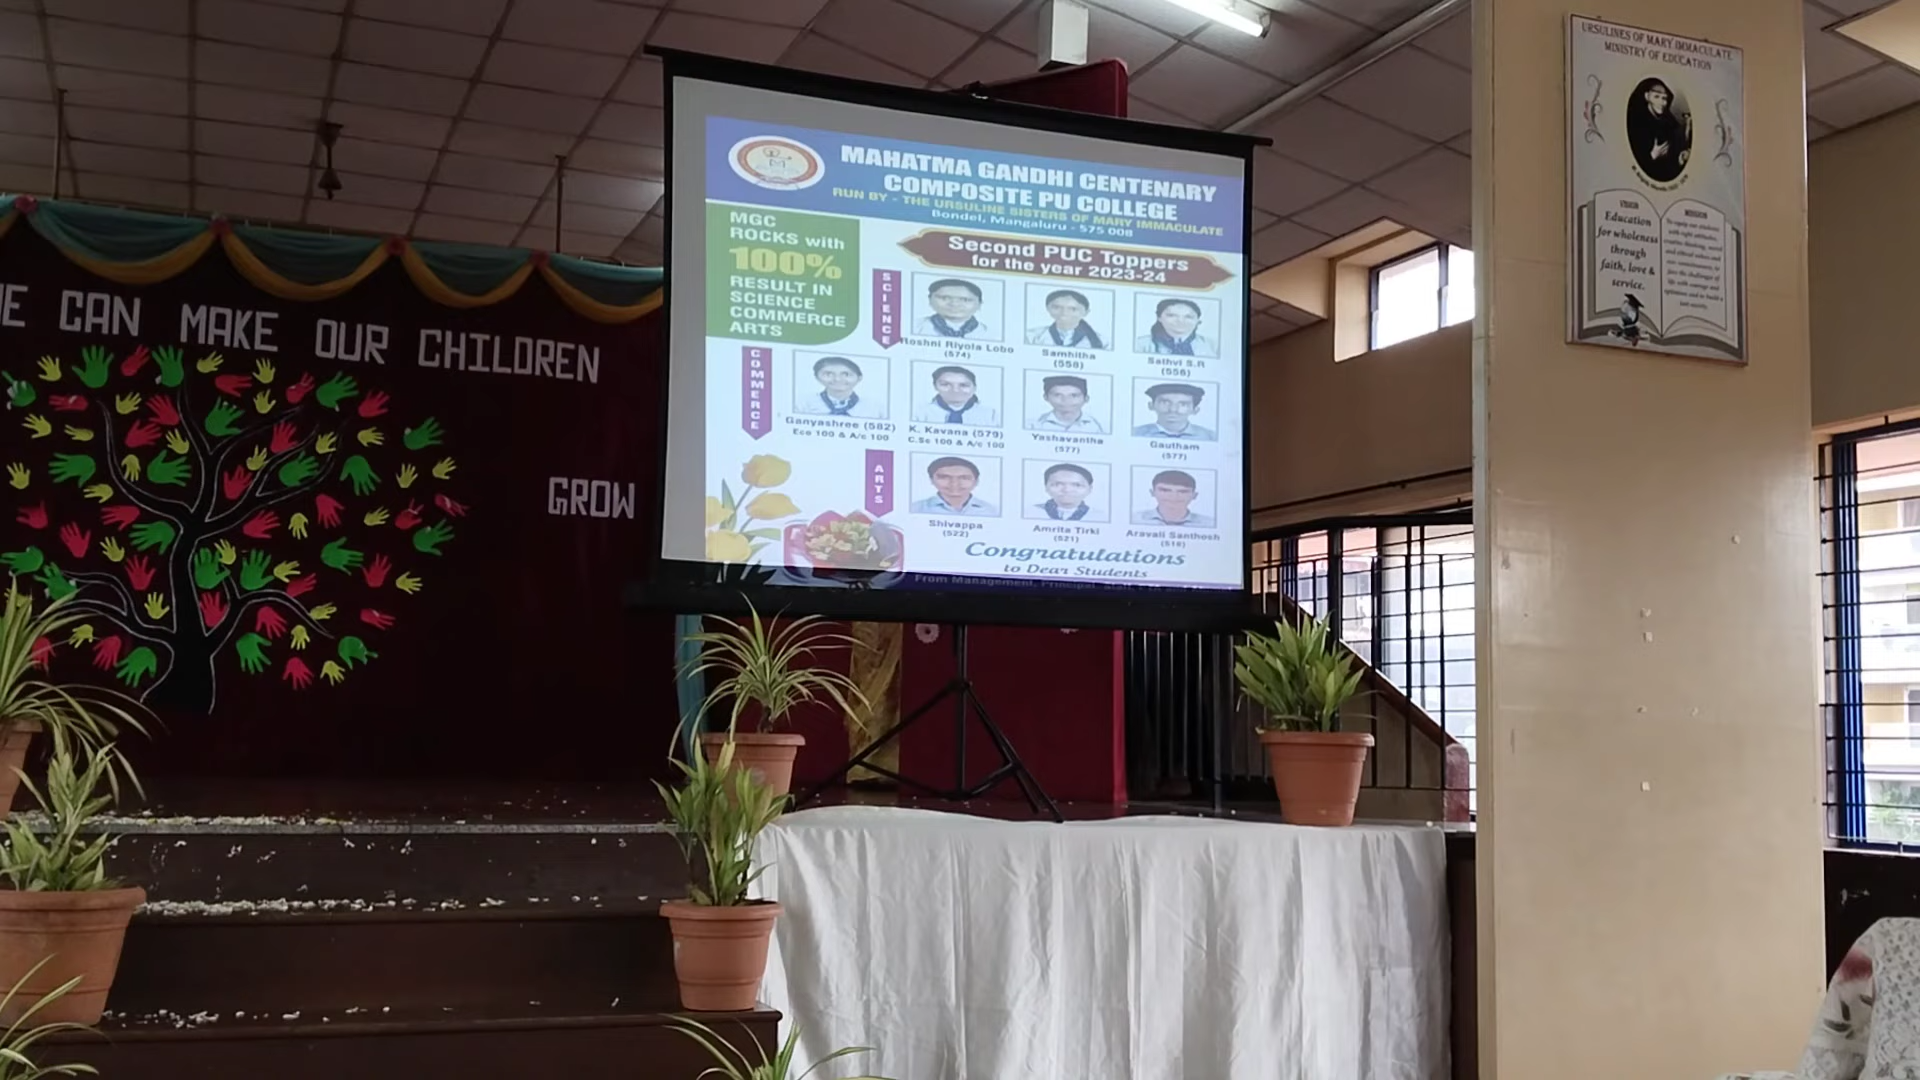 CAN MAKE OUR CHILDREN
GROW
MAHATMA GANDHI CENTENARY
COMPOSITE PU COLLEGE
RUN BY - THE URSULINE SISTERS OF MARY IMMACULATE
Bondel, Mangaluru - 575 008
MGC
ROCKS with
100%
RESULT IN
SCIENCE
COMMERCE
ARTS
Second PUC Toppers
for the year 2023-24
SCIENCE
Roshni Riyola Lobo
(574)
Samhitha
(558)
Sathvi S.R
(556)
COMMERCE
Ganyashree (582)
Eco 100 & A/c 100
K. Kavana (579)
C.Sc 100 & A/c 100
Yashavantha
(577)
Gautham
(577)
ARTS
Shivappa
(522)
Amrita Tirki
(521)
Aravali Santhosh
Congratulations
to Dear Students
From Management, Principal, Staff,
URSULINES OF MARY IMMACULATE
MINISTRY OF EDUCATION
VISION
Education
for wholeness
through
faith, love &
service.
MISSION